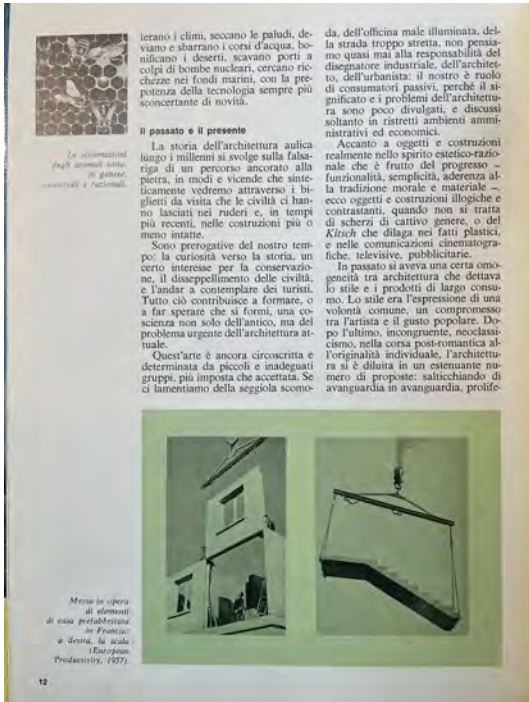 terano i climi, seccano le paludi, de-
viano e sbarrano i corsi d'acqua, bo-
nificano i deserti, scavano porti a
colpi di bombe nucleari, cercano ric-
chezze nei fondi marini, con la pre-
potenza della tecnologia sempre più
sconcertante di novità.
Il passato e il presente
La storia dell'architettura aulica
lungo i millenni si svolge sulla falsa-
riga di un percorso ancorato alla
pietra, in modi e vicende che sinte-
ticamente vedremo attraverso i bi-
glietti da visita che le civiltà ci han-
no lasciati nei ruderi e, in tempi
più recenti, nelle costruzioni più o
meno intatte.
Sono prerogative del nostro tem-
po: la curiosità verso la storia, un
certo interesse per la conservazio-
ne, il disseppellimento delle civiltà,
e l'andar a contemplare dei turisti.
Tutto ciò contribuisce a formare, o
a far sperare che si formi, una co-
scienza non solo dell'antico, ma del
problema urgente dell'architettura at-
tuale.
Quest'arte è ancora circoscritta e
determinata da piccoli e inadeguati
gruppi, più imposta che accettata. Se
ci lamentiamo della seggiola scomo-
da, dell'officina male illuminata, del-
la strada troppo stretta, non pensia-
mo quasi mai alla responsabilità del
disegnatore industriale, dell'architet-
to, dell'urbanista: il nostro è ruolo
di consumatori passivi, perché il si-
gnificato e i problemi dell'architettu-
ra sono poco divulgati, e discussi
soltanto in ristretti ambienti ammi-
nistrativi ed economici.
Accanto a oggetti e costruzioni
realmente nello spirito estetico-razio-
nale che è frutto del progresso –
funzionalità, semplicità, aderenza al-
la tradizione morale e materiale –,
ecco oggetti e costruzioni illogiche e
contrastanti, quando non si tratta
di scherzi di cattivo genere, o del
Kitsch che dilaga nei fatti plastici,
e nelle comunicazioni cinematogra-
fiche, televisive, pubblicitarie.
In passato si aveva una certa omo-
geneità tra architettura che dettava
lo stile e i prodotti di largo consu-
mo. Lo stile era l'espressione di una
volontà comune, un compromesso
tra l'artista e il gusto popolare. Do-
po l'ultimo, incongruente, neoclassi-
cismo, nella corsa post-romantica al-
l'originalità individuale, l'architettu-
ra si è diluita in un estenuante nu-
mero di proposte: salticchiando di
avanguardia in avanguardia, prolife-
Le sistemazioni
degli animali sono,
in genere,
essenziali e razionali.
Messa in opera
di elementi
di casa prefabbricata
in Francia;
a destra, la scala
(European
Productivity, 1957).
12